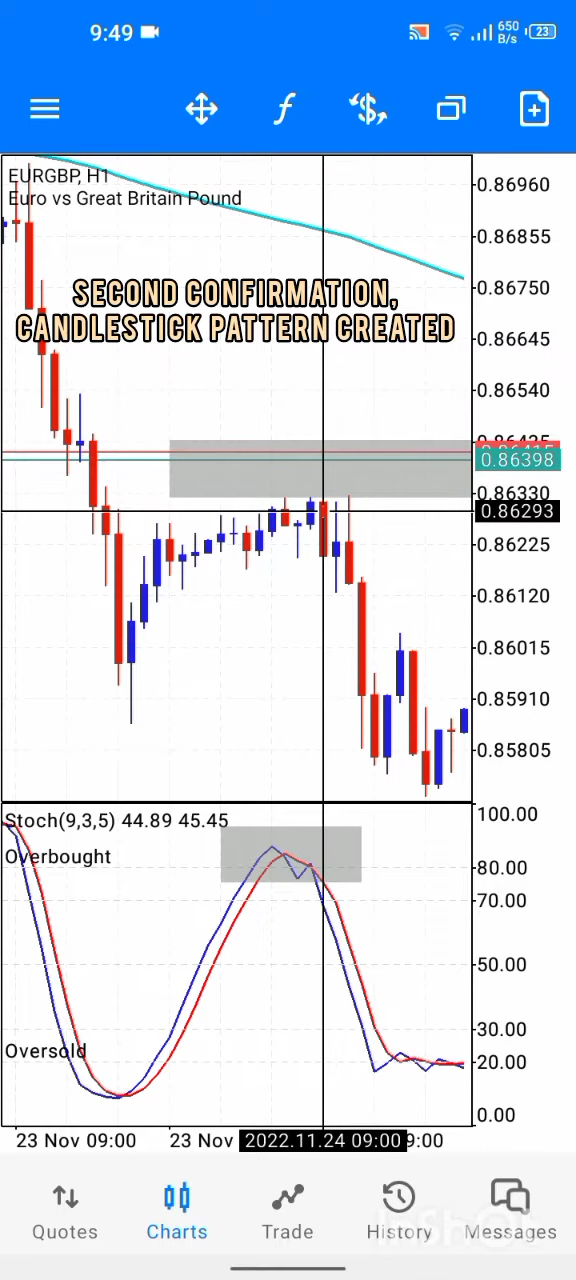 9:49
650
B/s
23
f
EURGBP, H1
Euro vs Great Britain Pound
SECOND CONFIRMATION,
CANDLESTICK PATTERN CREATED
0.86960
0.86855
0.86750
0.86645
0.86540
0.86398
0.86330
0.86293
0.86225
0.86120
0.86015
0.85910
0.85805
Stoch(9,3,5) 44.89 45.45
Overbought
Oversold
100.00
80.00
70.00
50.00
30.00
20.00
0.00
23 Nov 09:00
23 Nov
2022.11.24 09:00
9:00
Quotes
Charts
Trade
History
Messages